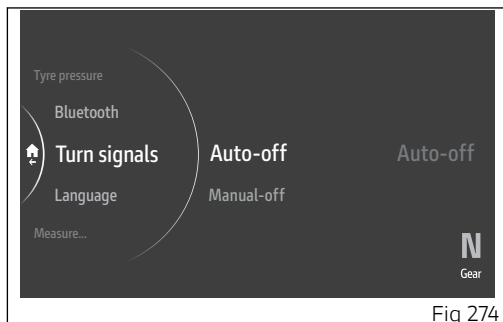 Tyre pressure
Bluetooth
Turn signals
Language
Measure...
Auto-off
Manual-off
Auto-off
N
Gear
Fig 274